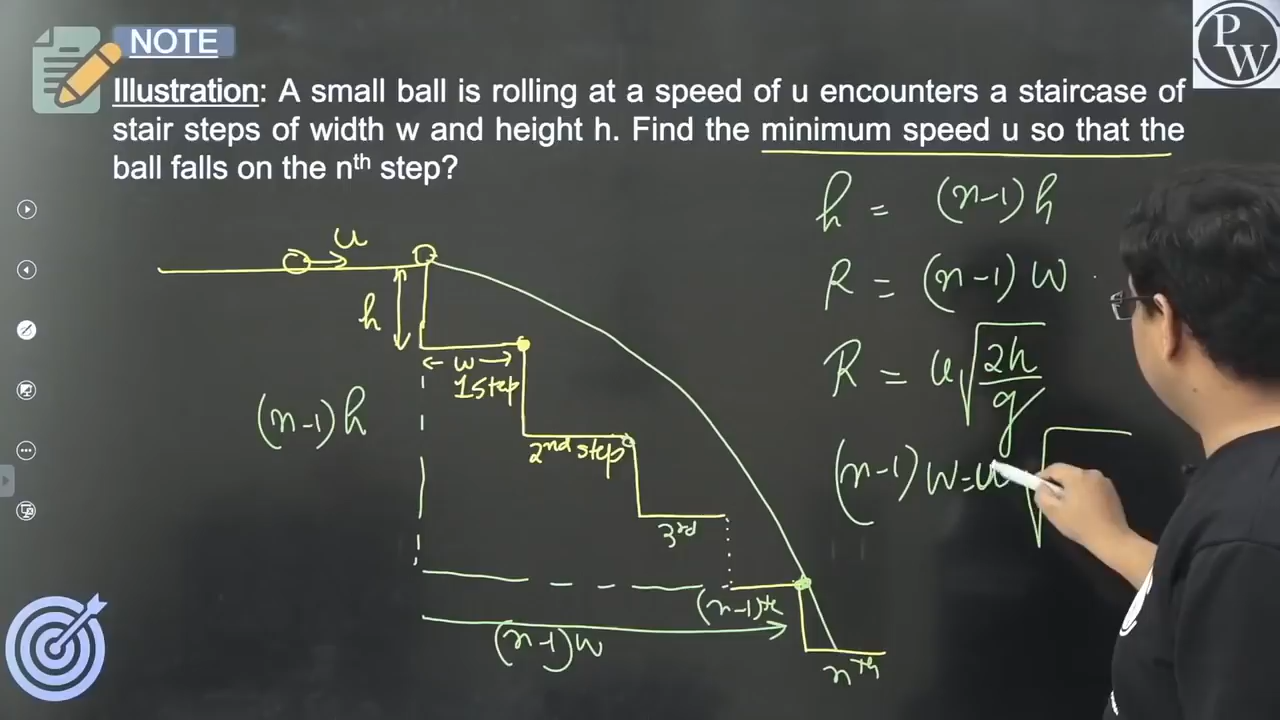 NOTE
PW
Illustration: A small ball is rolling at a speed of u encounters a staircase of
stair steps of width w and height h. Find the minimum speed u so that the
ball falls on the nth step?
h = (n-1)h
u
R = (n-1) w
h
w
1 step
R = u√(2h/g)
(n-1)h
2nd step
(n-1) w = u√
3rd
(n-1)th
(n-1)w
nth